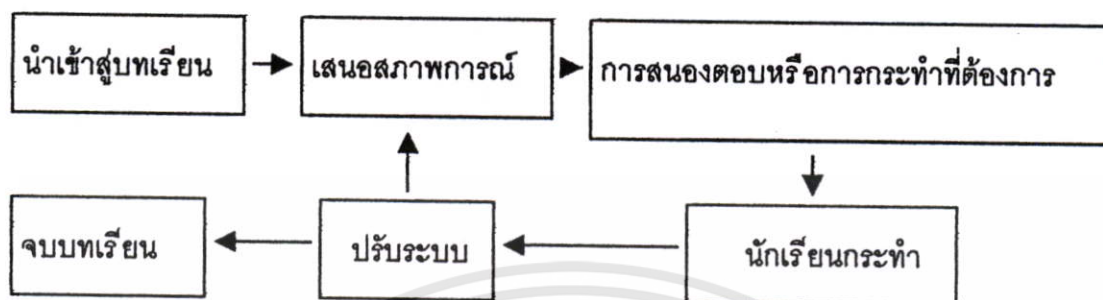 นำเข้าสู่บทเรียน
เสนอสภาพการณ์
การสนองตอบหรือการกระทำที่ต้องการ
จบบทเรียน
ปรับระบบ
นักเรียนกระทำ